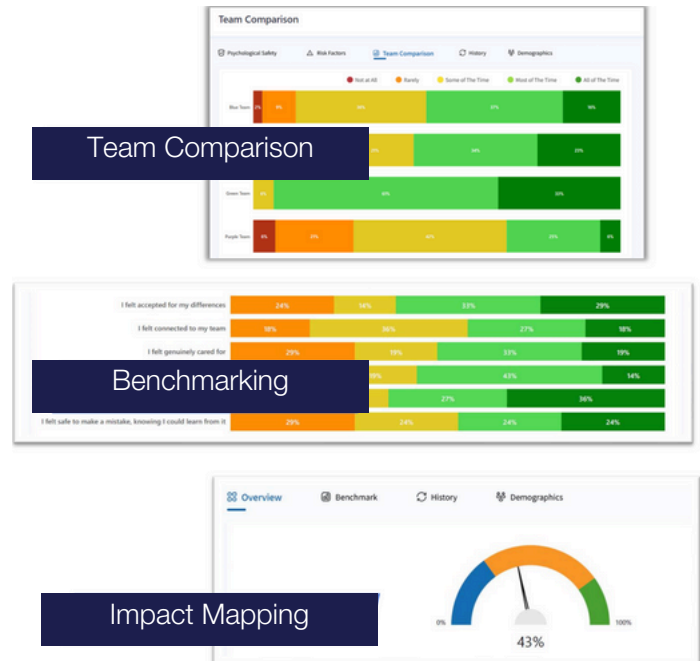 Team Comparison
Psychological Safety Risk Factors Team Comparison History Demographics
Not at All Rarely Some of The Time Most of The Time All of The Time
Blue Team
Team Comparison
Green Team
Purple Team
I felt accepted for my differences 24% 14% 33% 29%
I felt connected to my team 18% 36% 27% 18%
I felt genuinely cared for 29% 19% 33% 19%
Benchmarking 19% 43% 14%
27% 36%
I felt safe to make a mistake, knowing I could learn from it 29% 24% 24% 24%
Overview Benchmark History Demographics
Impact Mapping
0% 100%
43%